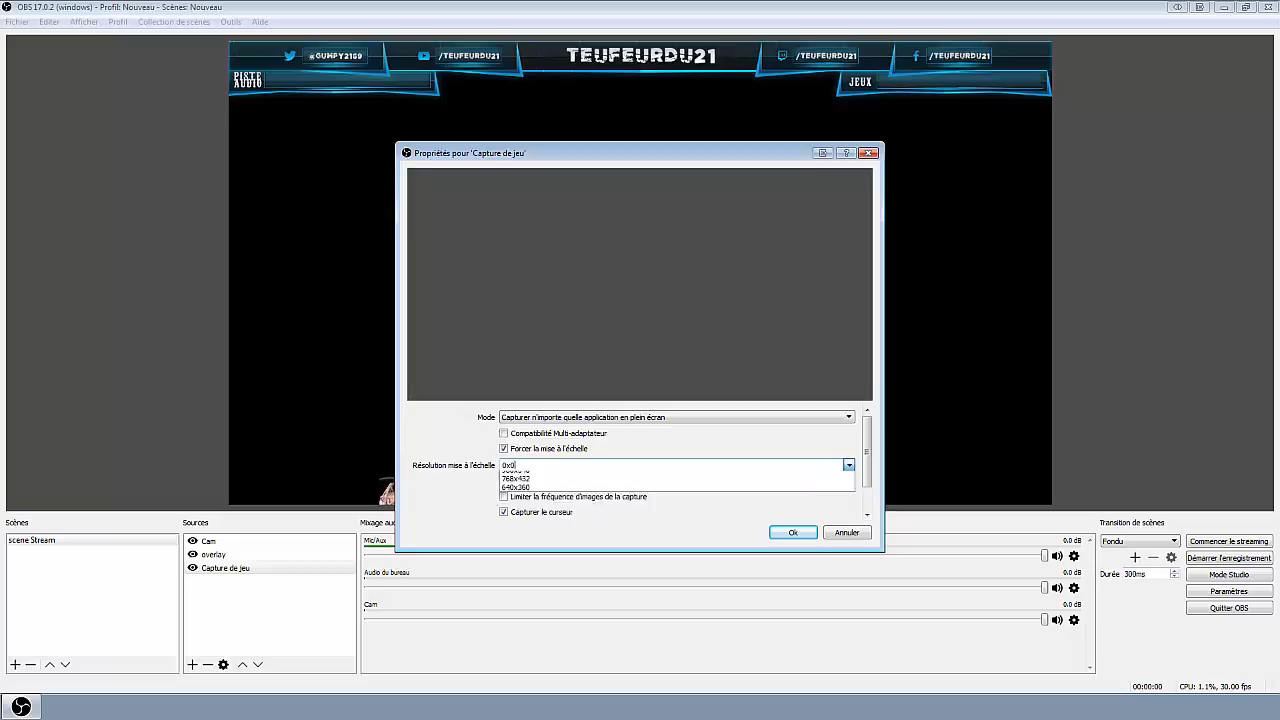 OBS 17.0.2 (windows) - Profil: Nouveau - Scènes: Nouveau
Fichier Editer Afficher Profil Collection de scènes Outils Aide
@GUMPY2159 /TEUFEURDU21 TEUFEURDU21 /TEUFEURDU21 /TEUFEURDU21
PISTE AUDIO
JEUX
Propriétés pour 'Capture de jeu'
Mode Capturer n'importe quelle application en plein écran
Compatibilité Multi-adaptateur
Forcer la mise à l'échelle
Résolution mise à l'échelle 0x0
768x432
640x360
Limiter la fréquence d'images de la capture
Capturer le curseur
Ok Annuler
Scènes
scene Stream
Sources
Cam
overlay
Capture de jeu
Mixage au
Mic/Aux 0.0 dB
Audio du bureau 0.0 dB
Cam 0.0 dB
Transition de scènes
Fondu
Durée 300ms
Commencer le streaming
Démarrer l'enregistrement
Mode Studio
Paramètres
Quitter OBS
00:00:00 CPU: 1.1%, 30.00 fps